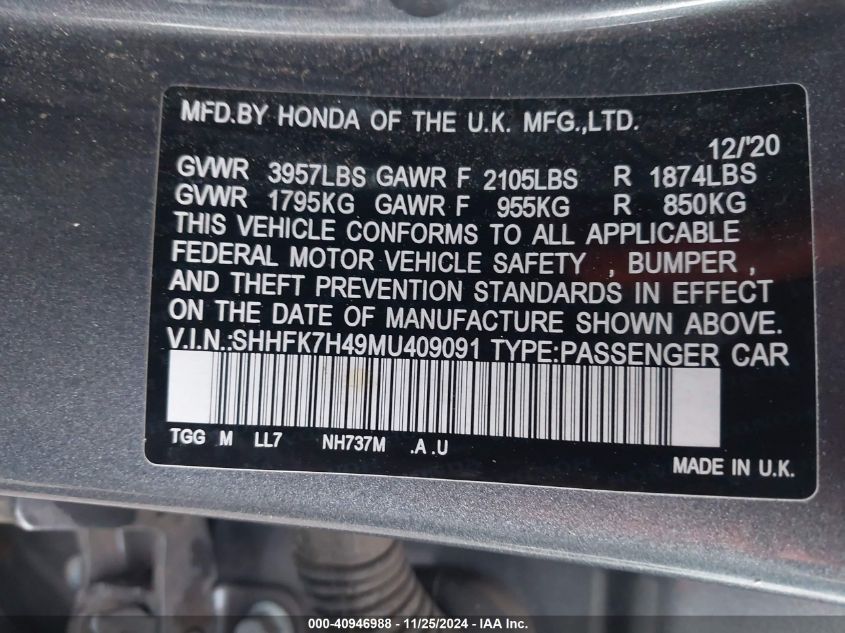 MFD.BY HONDA OF THE U.K. MFG.,LTD.
12/'20
GVWR 3957LBS GAWR F 2105LBS R 1874LBS
GVWR 1795KG GAWR F 955KG R 850KG
THIS VEHICLE CONFORMS TO ALL APPLICABLE
FEDERAL MOTOR VEHICLE SAFETY , BUMPER ,
AND THEFT PREVENTION STANDARDS IN EFFECT
ON THE DATE OF MANUFACTURE SHOWN ABOVE.
V.I.N.:SHHFK7H49MU409091 TYPE:PASSENGER CAR
TGG M LL7 NH737M .A .U
MADE IN U.K.
000-40946988 - 11/25/2024 - IAAI.com